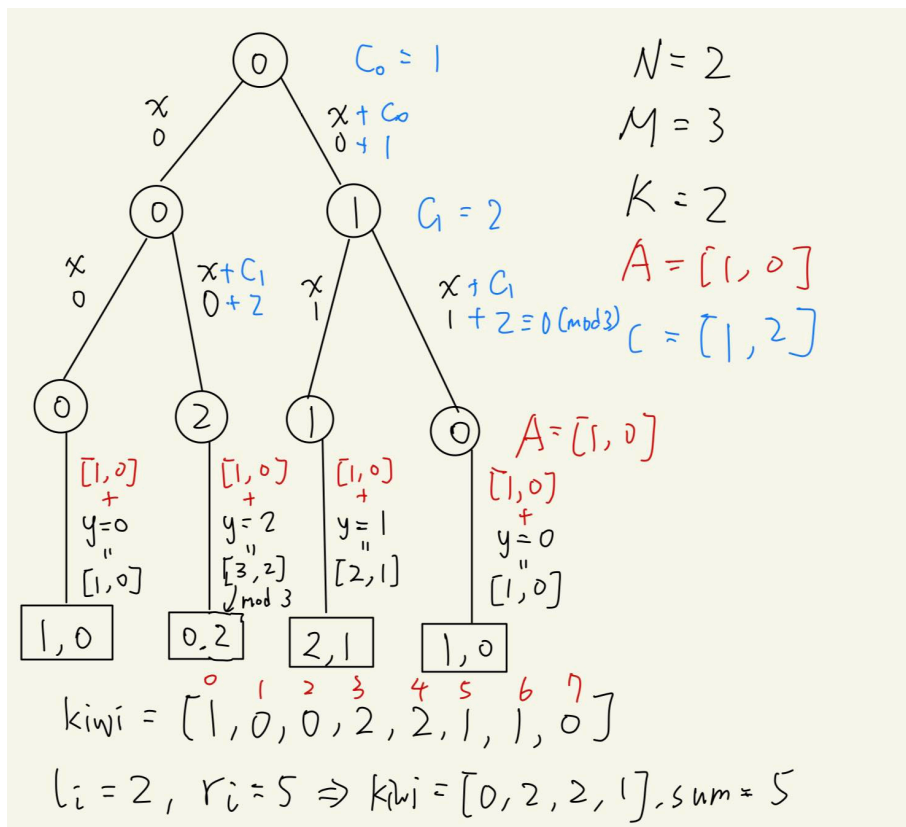 0 C₀ = 1 N = 2
x x + C₀ M = 3
0 0 + 1
0 1 C₁ = 2 K = 2
x x + C₁ x x + C₁ A = [1, 0]
0 0 + 2 1 1 + 2 ≡ 0 (mod 3) C = [1, 2]
0 2 1 0 A = [1, 0]
[1, 0] [1, 0] [1, 0] [1, 0]
+ + + +
y=0 y=2 y=1 y=0
" " " "
[1, 0] [3, 2] [2, 1] [1, 0]
mod 3
1, 0 0, 2 2, 1 1, 0
0 1 2 3 4 5 6 7
kiwi = [1, 0, 0, 2, 2, 1, 1, 0]
lᵢ = 2, rᵢ = 5 ⇒ kiwi = [0, 2, 2, 1], sum = 5